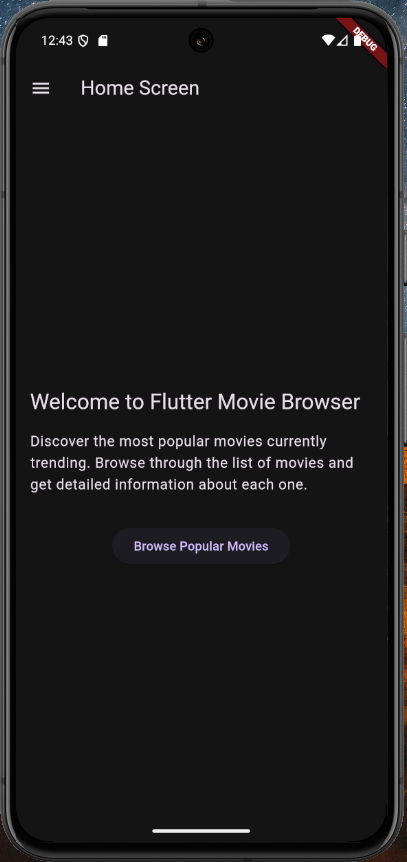 12:43
DEBUG
Home Screen
Welcome to Flutter Movie Browser
Discover the most popular movies currently
trending. Browse through the list of movies and
get detailed information about each one.
Browse Popular Movies